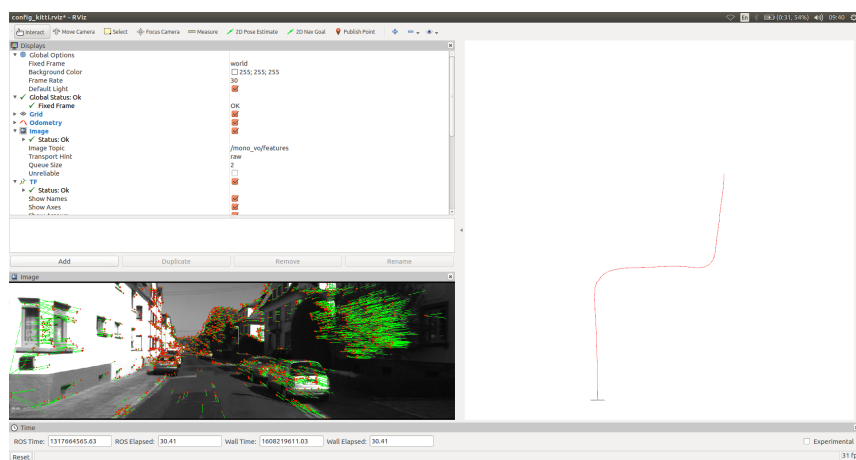 config_kitti.rviz* - RViz
En (0:31, 54%) 09:40
Interact Move Camera Select Focus Camera Measure 2D Pose Estimate 2D Nav Goal Publish Point
Displays
Global Options
Fixed Frame world
Background Color 255; 255; 255
Frame Rate 30
Default Light
Global Status: Ok
Fixed Frame OK
Grid
Odometry
Image
Status: Ok
Image Topic /mono_vo/features
Transport Hint raw
Queue Size 2
Unreliable
TF
Status: Ok
Show Names
Show Axes
Show Arrows
Add Duplicate Remove Rename
Image
Time
ROS Time: 1317664565.63 ROS Elapsed: 30.41 Wall Time: 1608219611.03 Wall Elapsed: 30.41 Experimental
Reset 31 fp